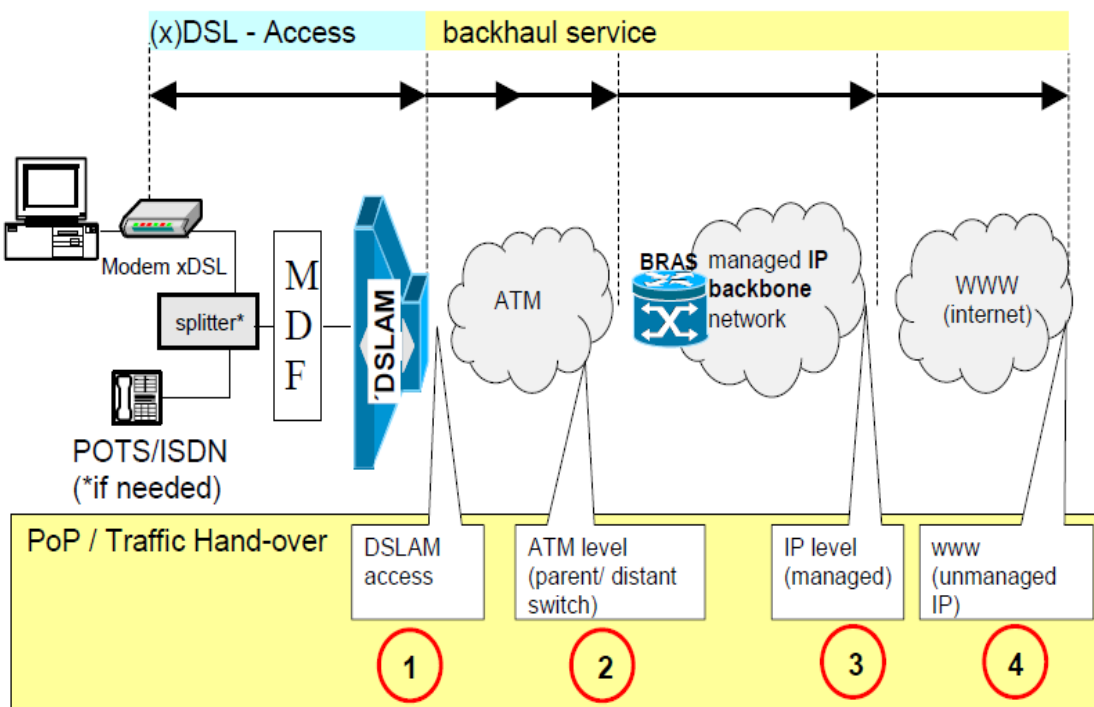 (x)DSL - Access
backhaul service
Modem xDSL
splitter*
M
D
F
´DSLAM
ATM
BRAS
managed IP
backbone
network
WWW
(internet)
POTS/ISDN
(*if needed)
PoP / Traffic Hand-over
DSLAM
access
ATM level
(parent/ distant
switch)
IP level
(managed)
www
(unmanaged
IP)
1
2
3
4